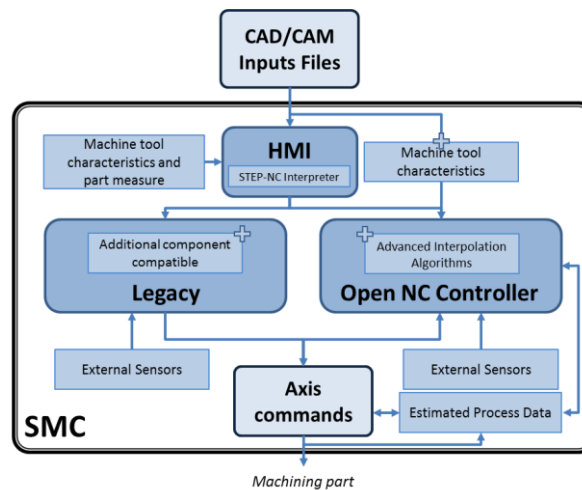 CAD/CAM
Inputs Files
Machine tool
characteristics and
part measure
HMI
STEP-NC Interpreter
Machine tool
characteristics
Additional component
compatible
Legacy
Advanced Interpolation
Algorithms
Open NC Controller
External Sensors
Axis
commands
External Sensors
Estimated Process Data
SMC
Machining part